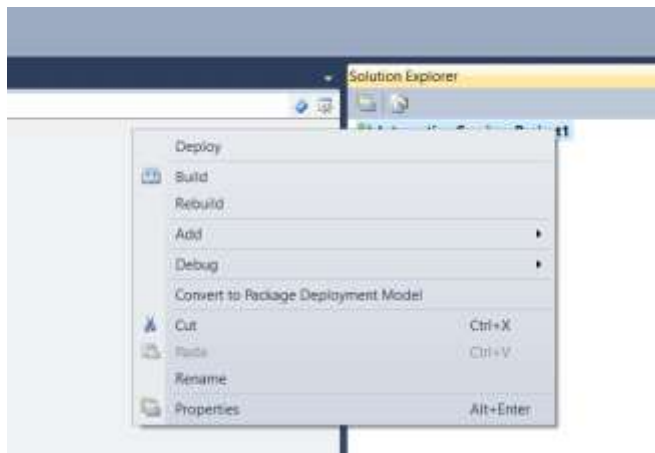 Solution Explorer
Deploy
Build
Rebuild
Add
Debug
Convert to Package Deployment Model
Cut Ctrl+X
Paste Ctrl+V
Rename
Properties Alt+Enter